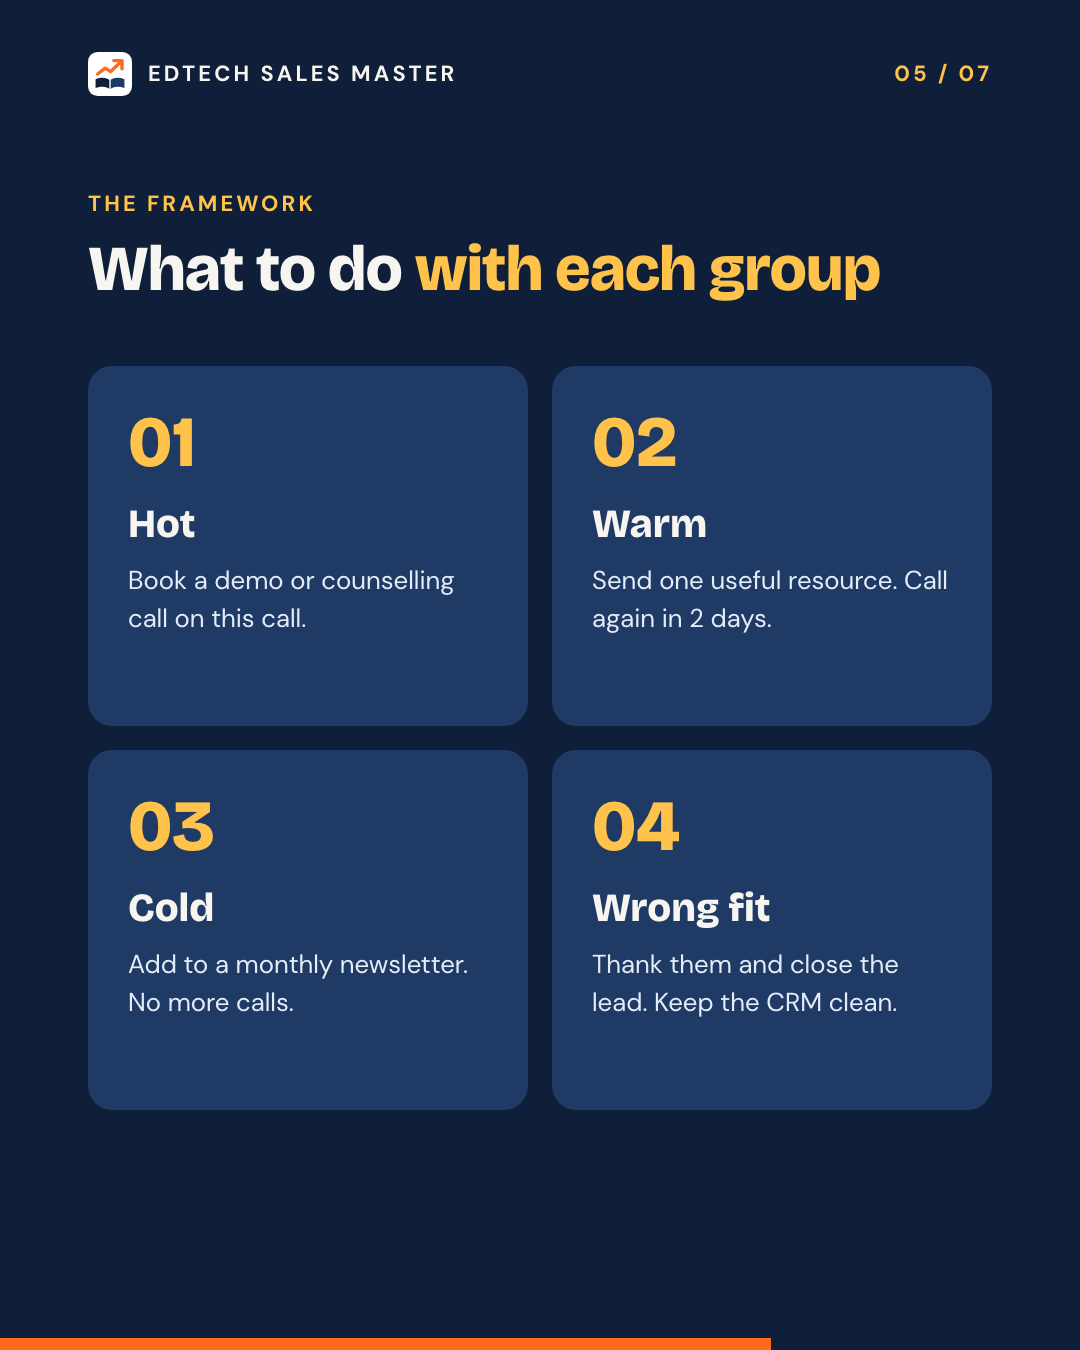 EDTECH SALES MASTER
05 / 07
THE FRAMEWORK
What to do with each group
01
Hot
Book a demo or counselling
call on this call.
02
Warm
Send one useful resource. Call
again in 2 days.
03
Cold
Add to a monthly newsletter.
No more calls.
04
Wrong fit
Thank them and close the
lead. Keep the CRM clean.